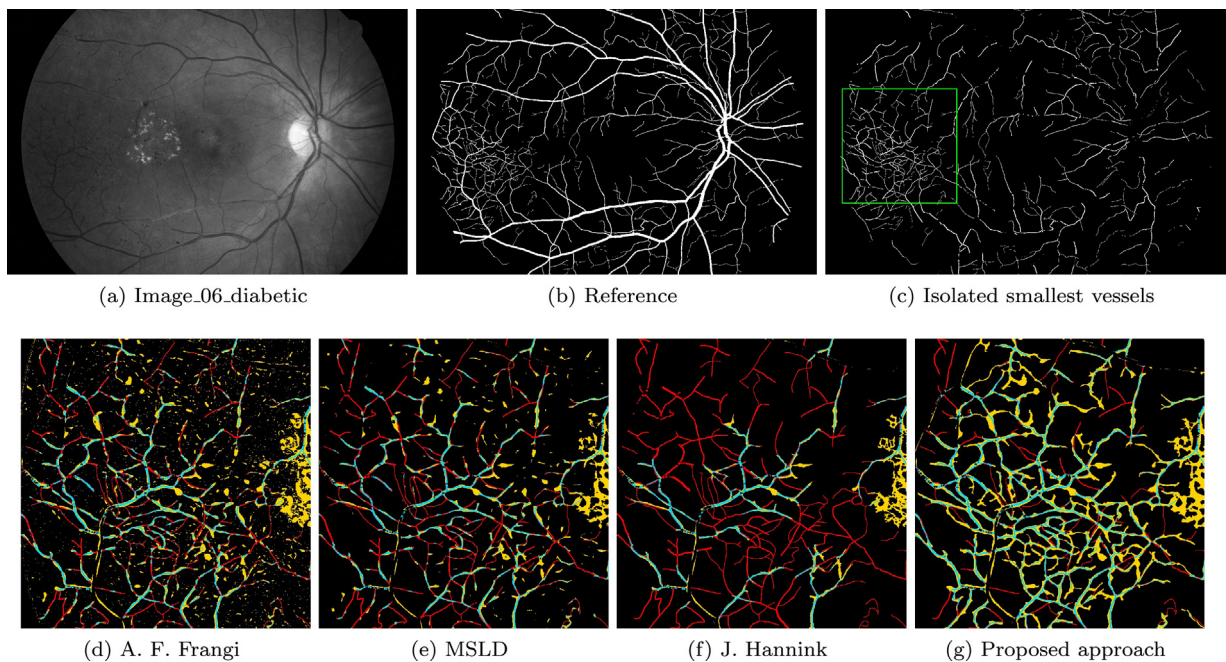 (a) Image_06_diabetic
(b) Reference
(c) Isolated smallest vessels
(d) A. F. Frangi
(e) MSLD
(f) J. Hannink
(g) Proposed approach